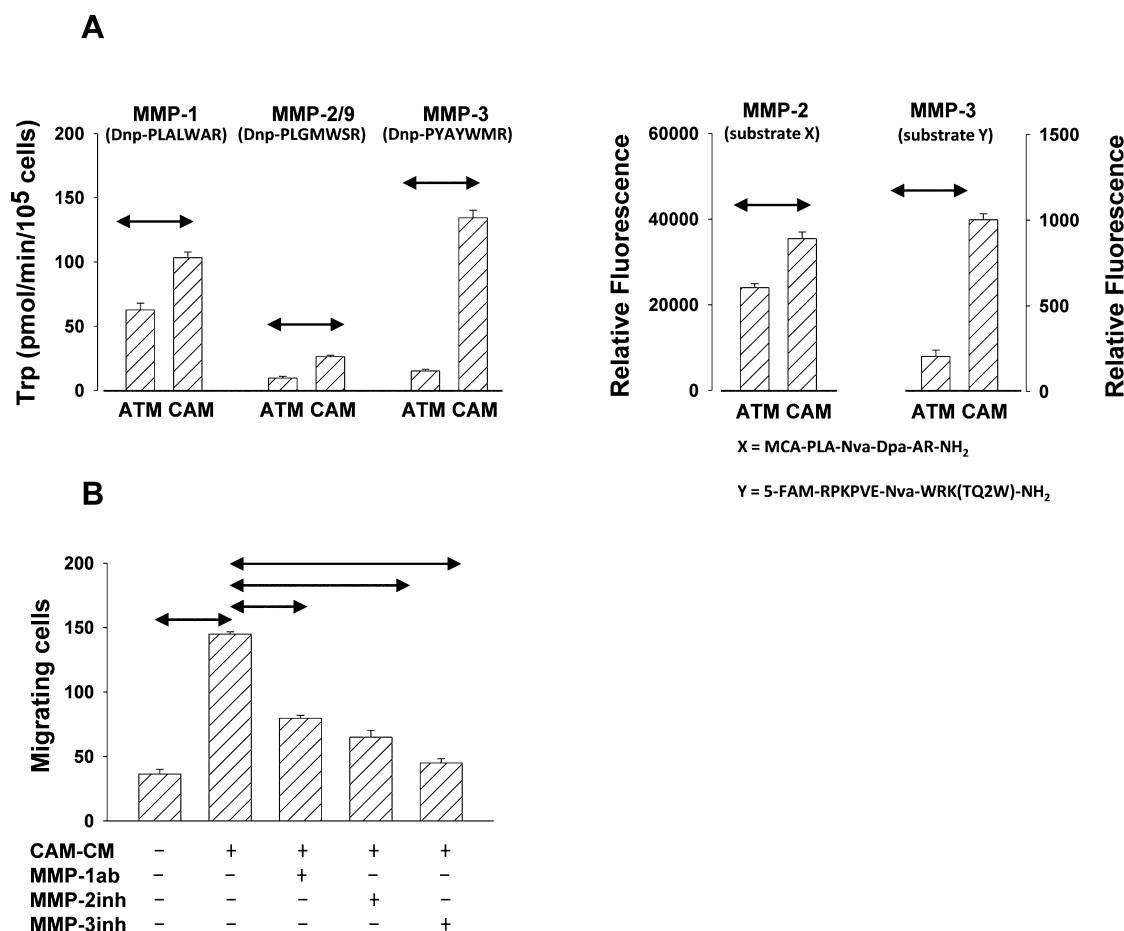 A
MMP-1 MMP-2/9 MMP-3
(Dnp-PLALWAR) (Dnp-PLGMWSR) (Dnp-PYAYWMR)
Trp (pmol/min/10⁵ cells)
200
150
100
50
0
ATM CAM ATM CAM ATM CAM
MMP-2 MMP-3
(substrate X) (substrate Y)
Relative Fluorescence
60000
40000
20000
0
1500
1000
500
0
Relative Fluorescence
ATM CAM ATM CAM
X = MCA-PLA-Nva-Dpa-AR-NH₂
Y = 5-FAM-RPKPVE-Nva-WRK(TQ2W)-NH₂
B
Migrating cells
200
150
100
50
0
CAM-CM − + + + +
MMP-1ab − − + − −
MMP-2inh − − − + −
MMP-3inh − − − − +